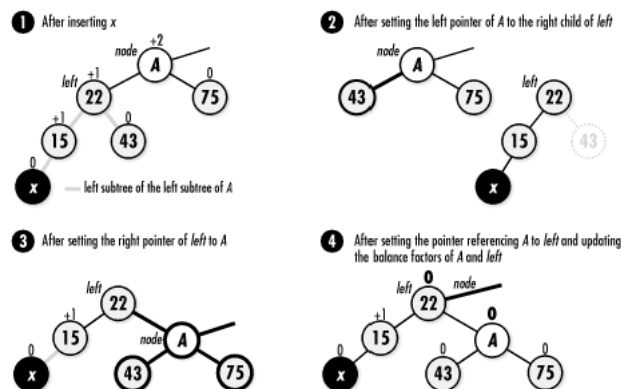 1 After inserting x
+2
node
A
+1
left
22
0
75
+1
15
0
43
0
x
left subtree of the left subtree of A
2 After setting the left pointer of A to the right child of left
node
A
43
75
left
22
15
43
x
3 After setting the right pointer of left to A
left
22
+1
15
node
A
0
x
43
75
4 After setting the pointer referencing A to left and updating
the balance factors of A and left
0
left
node
22
+1
15
0
A
0
x
0
43
0
75